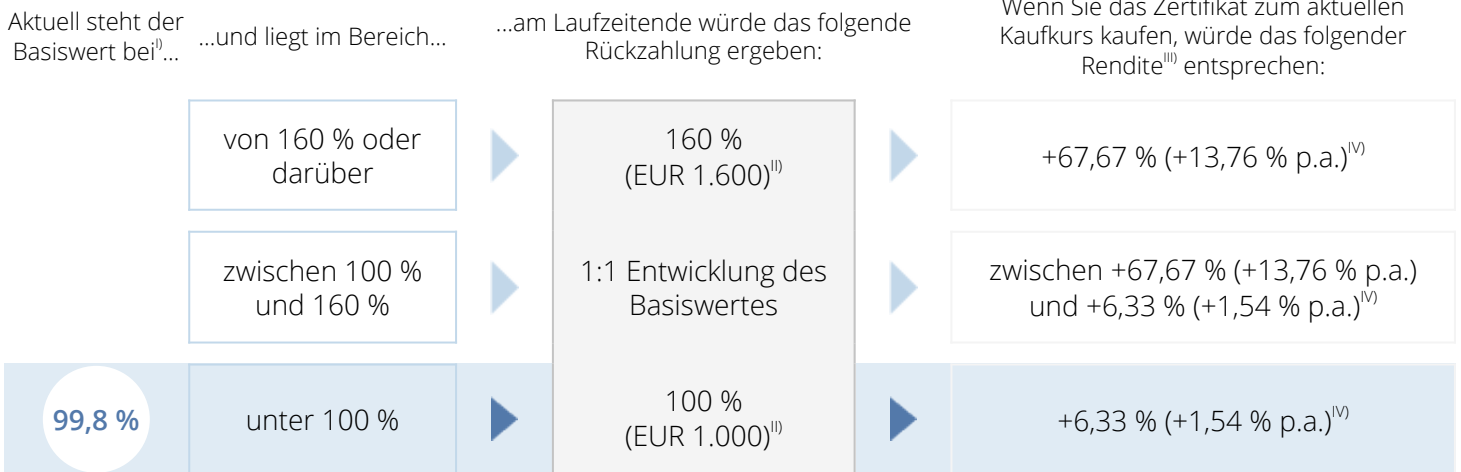 Aktuell steht der
Basiswert beiI)...
...und liegt im Bereich...
...am Laufzeitende würde das folgende
Rückzahlung ergeben:
Wenn Sie das Zertifikat zum aktuellen
Kaufkurs kaufen, würde das folgender
RenditeIII) entsprechen:
von 160 % oder
darüber
160 %
(EUR 1.600)II)
+67,67 % (+13,76 % p.a.)IV)
zwischen 100 %
und 160 %
1:1 Entwicklung des
Basiswertes
zwischen +67,67 % (+13,76 % p.a.)
und +6,33 % (+1,54 % p.a.)IV)
99,8 %
unter 100 %
100 %
(EUR 1.000)II)
+6,33 % (+1,54 % p.a.)IV)